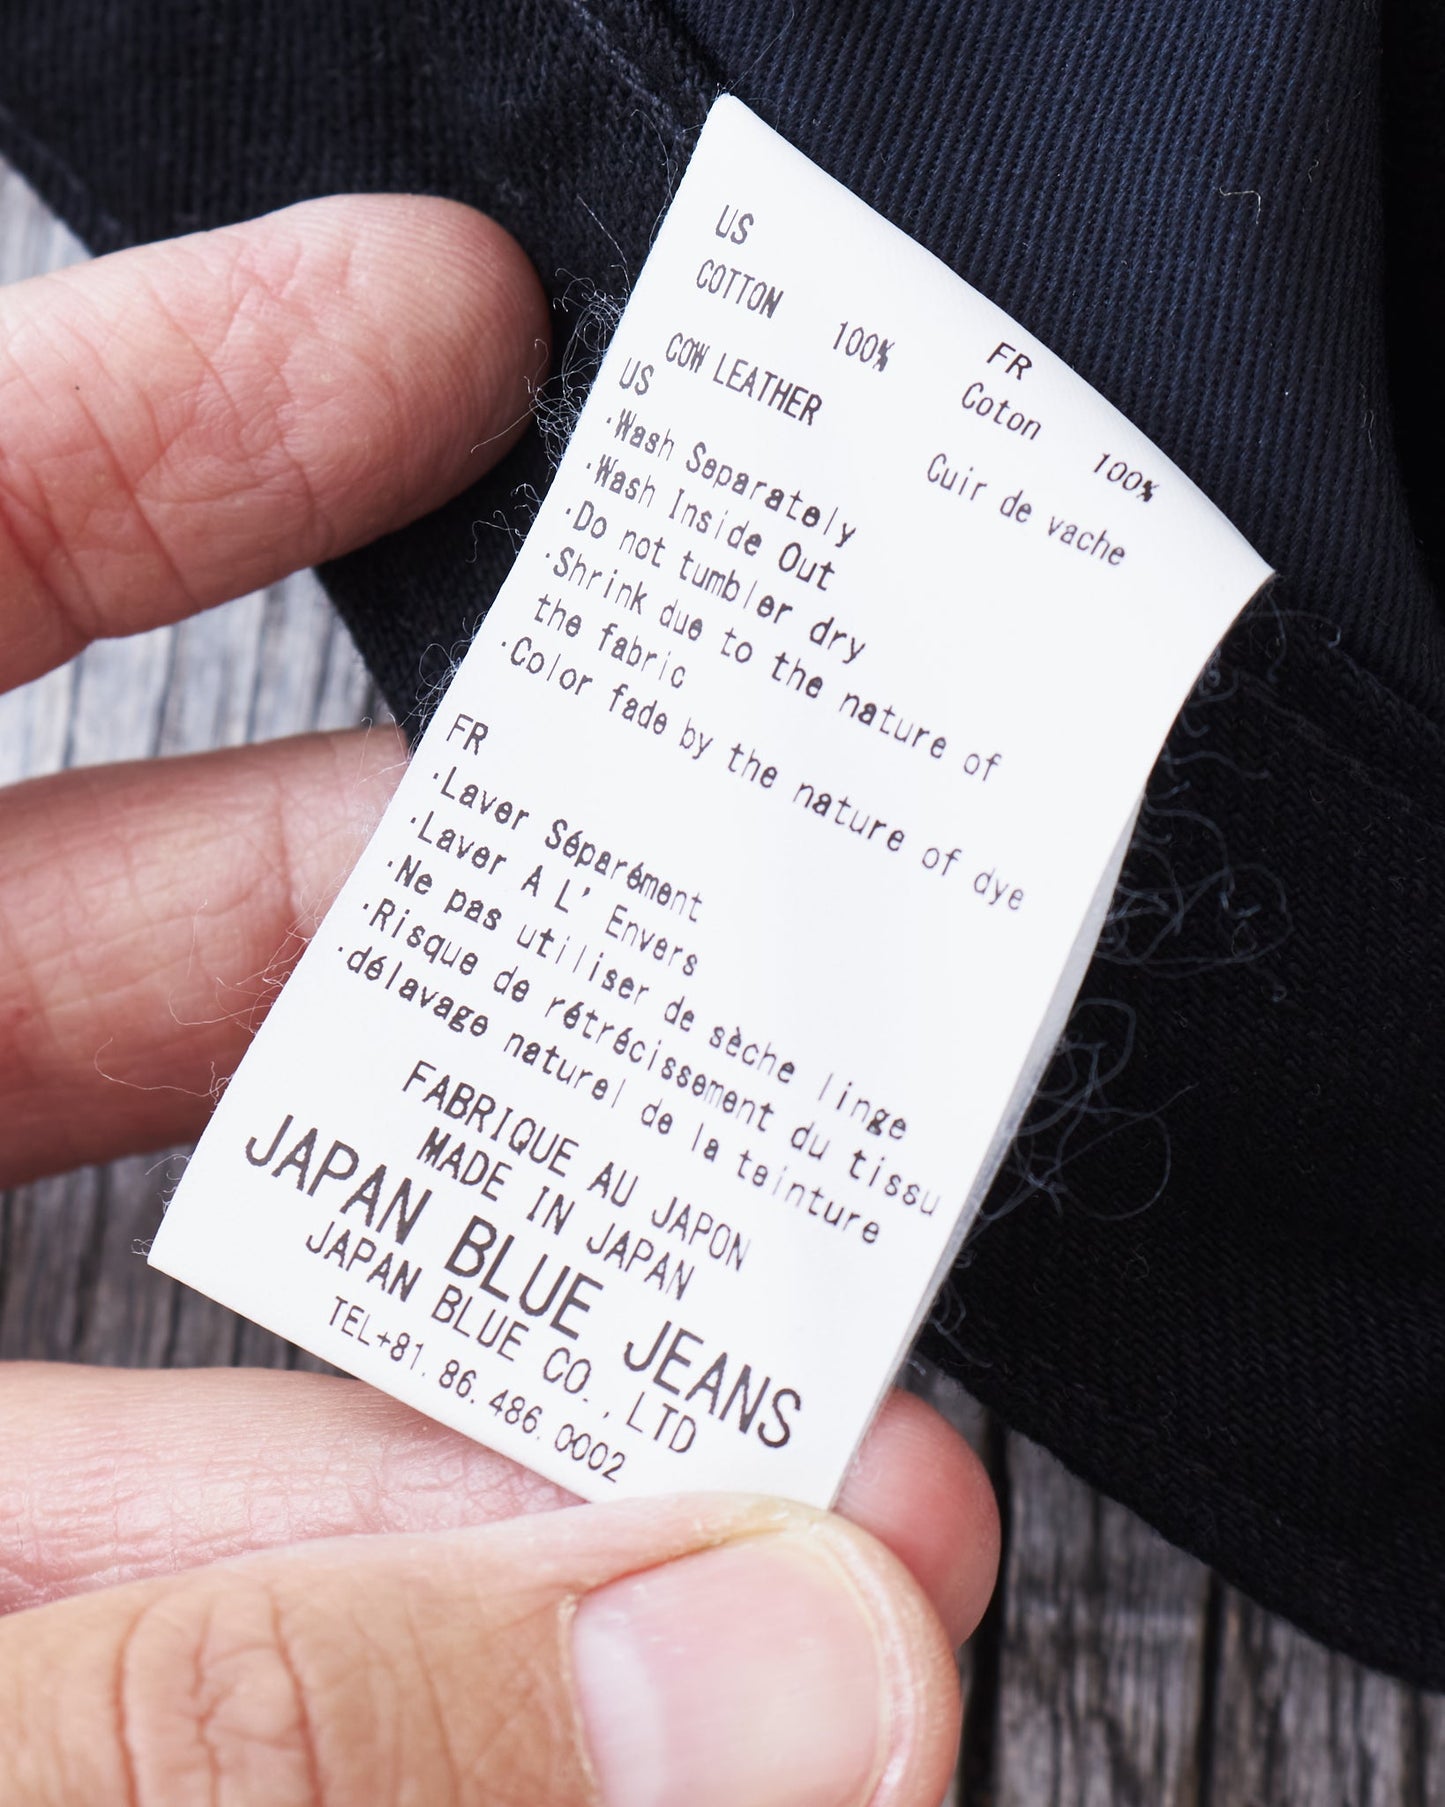 US
COTTON 100%
COW LEATHER
FR
Coton 100%
Cuir de vache
US
·Wash Separately
·Wash Inside Out
·Do not tumbler dry
·Shrink due to the nature of
the fabric
·Color fade by the nature of dye
FR
·Laver Séparément
·Laver A L' Envers
·Ne pas utiliser de sèche linge
·Risque de rétrécissement du tissu
·délavage naturel de la teinture
FABRIQUE AU JAPON
MADE IN JAPAN
JAPAN BLUE JEANS
JAPAN BLUE CO., LTD
TEL+81.86.486.0002